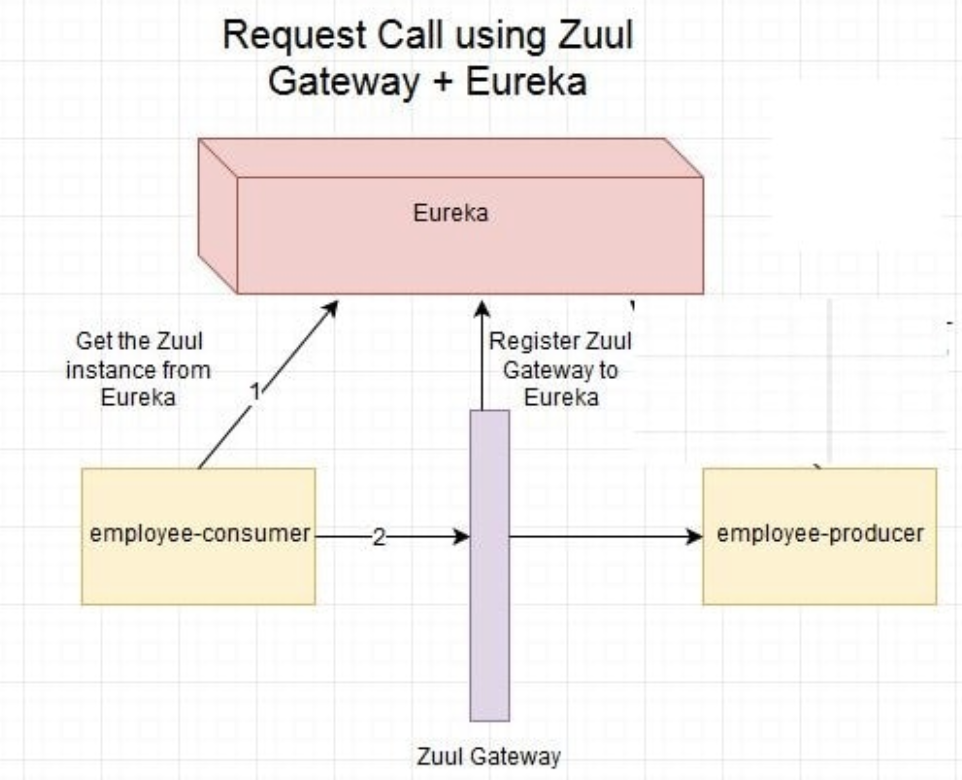 Request Call using Zuul
Gateway + Eureka
Eureka
Get the Zuul
instance from
Eureka
1
Register Zuul
Gateway to
Eureka
employee-consumer
2
employee-producer
Zuul Gateway